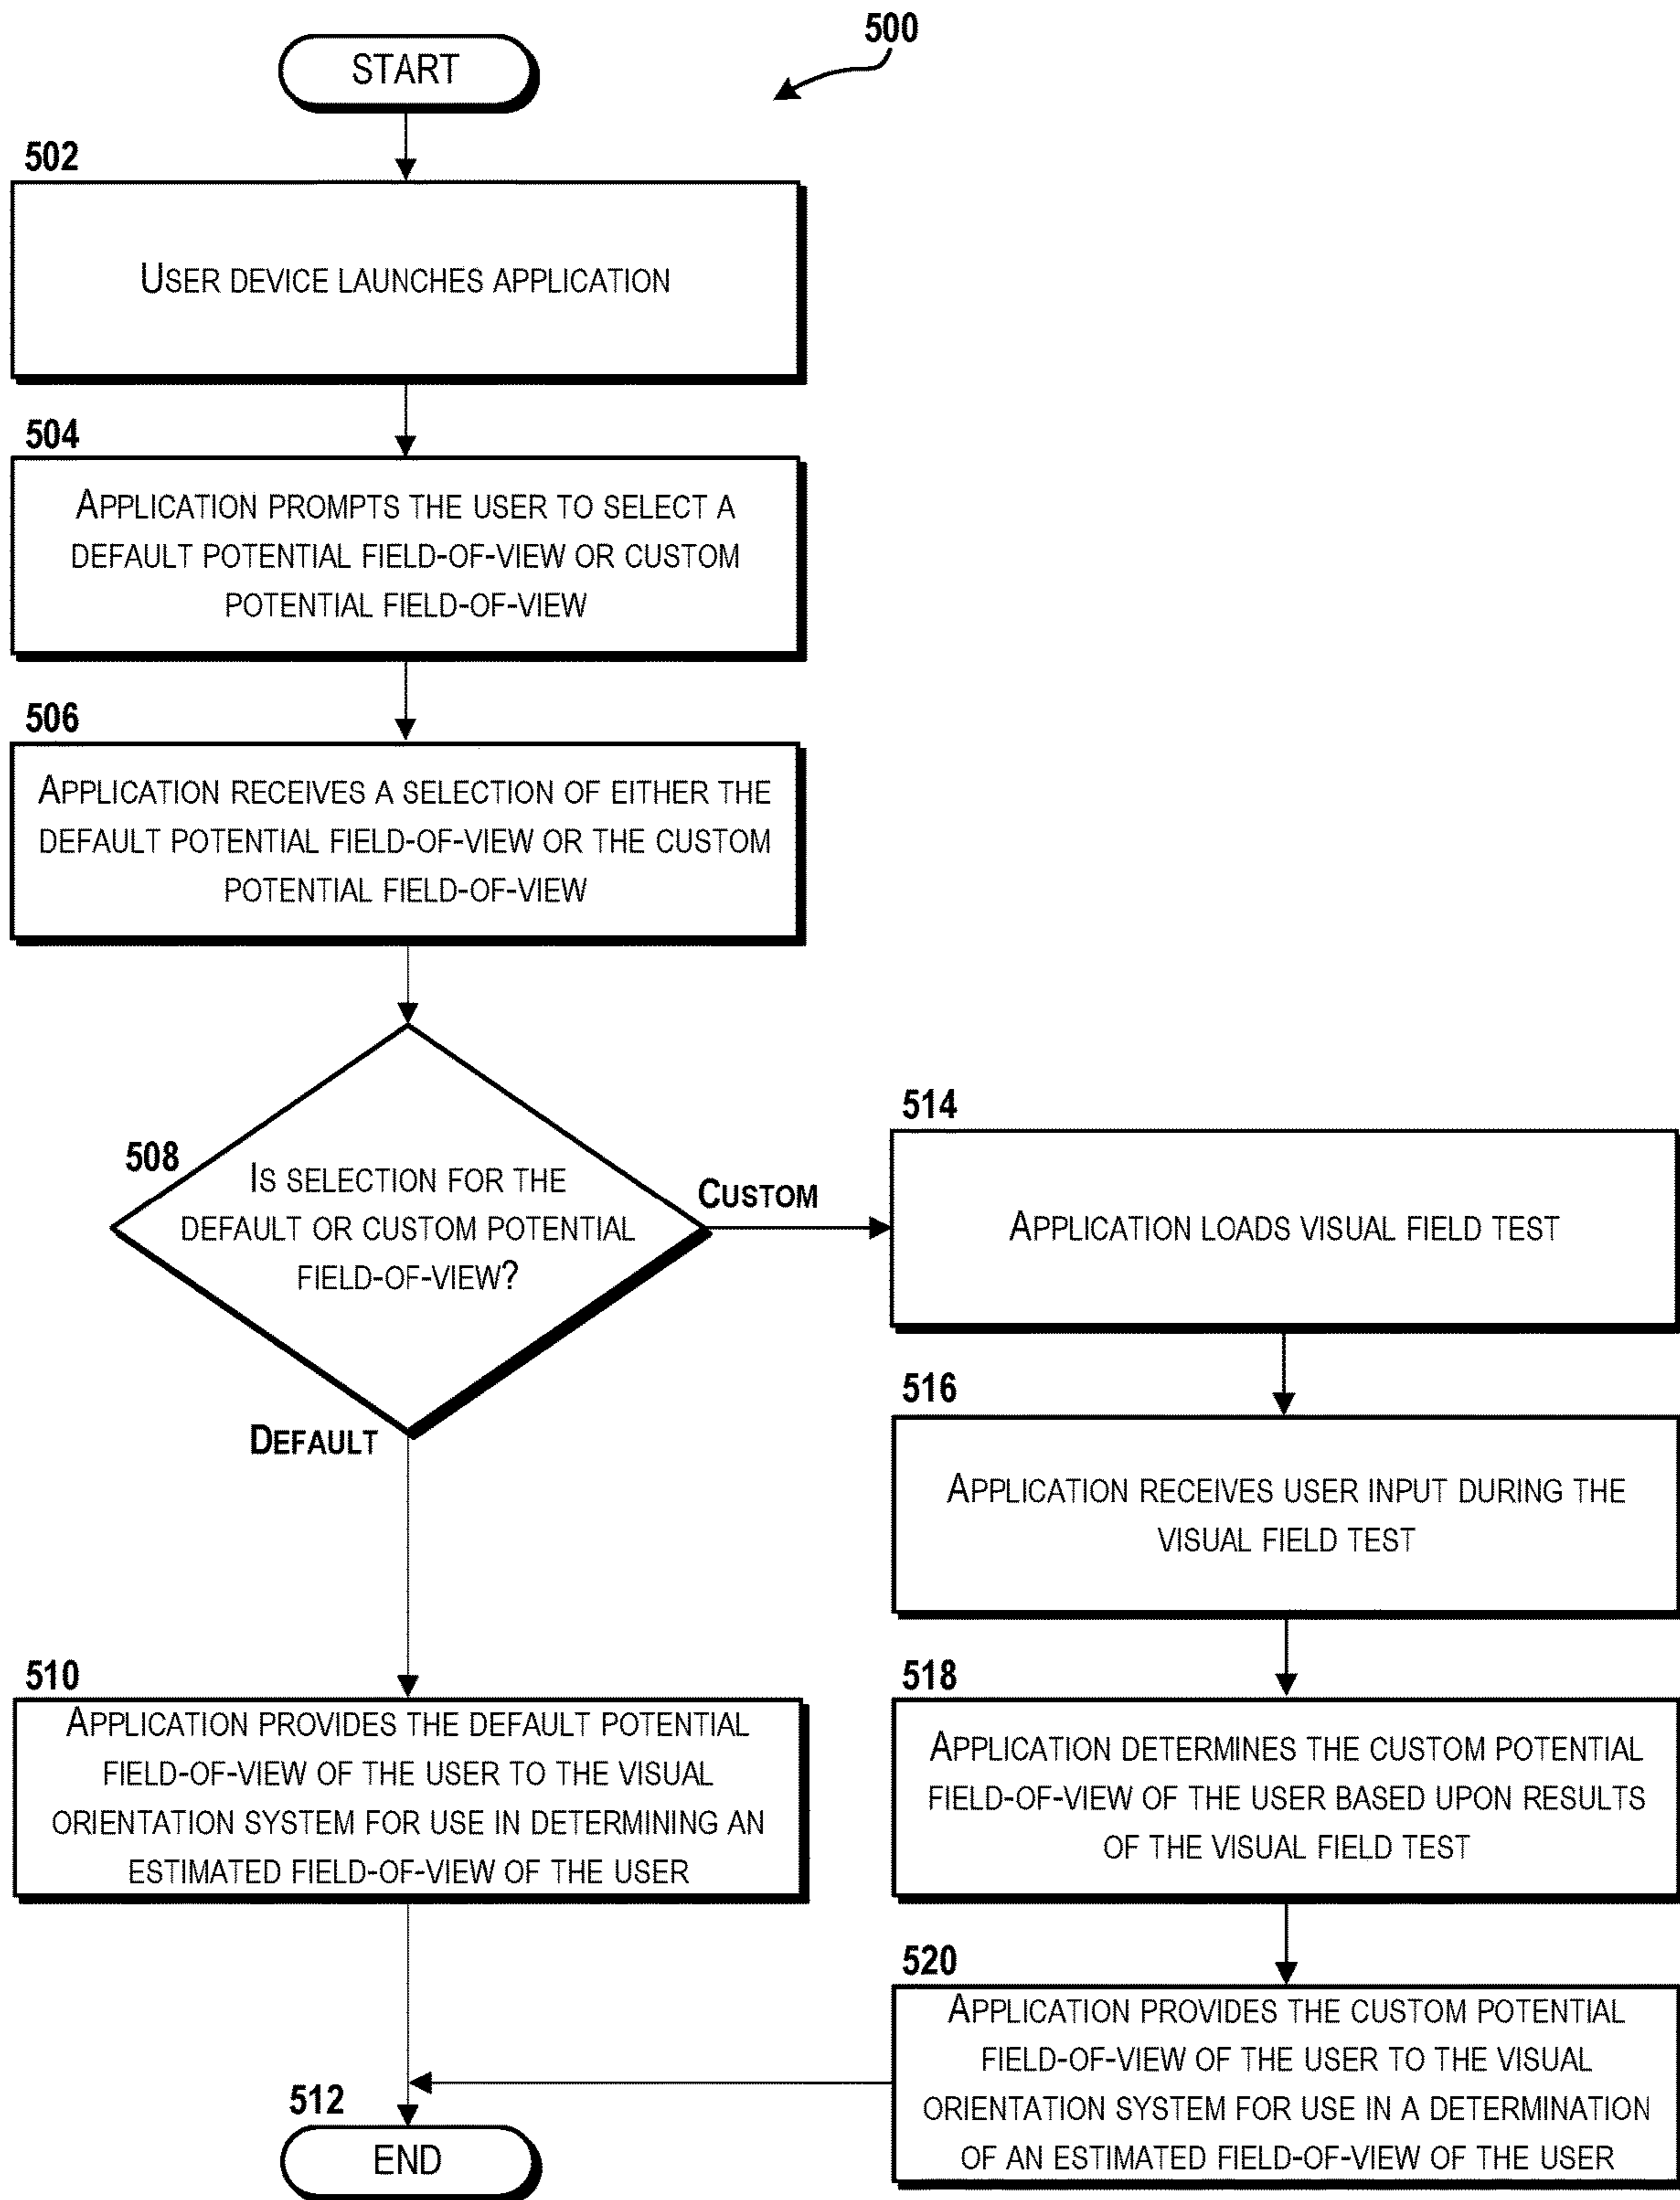 500
START
502
USER DEVICE LAUNCHES APPLICATION
504
APPLICATION PROMPTS THE USER TO SELECT A
DEFAULT POTENTIAL FIELD-OF-VIEW OR CUSTOM
POTENTIAL FIELD-OF-VIEW
506
APPLICATION RECEIVES A SELECTION OF EITHER THE
DEFAULT POTENTIAL FIELD-OF-VIEW OR THE CUSTOM
POTENTIAL FIELD-OF-VIEW
508
IS SELECTION FOR THE
DEFAULT OR CUSTOM POTENTIAL
FIELD-OF-VIEW?
CUSTOM
DEFAULT
510
APPLICATION PROVIDES THE DEFAULT POTENTIAL
FIELD-OF-VIEW OF THE USER TO THE VISUAL
ORIENTATION SYSTEM FOR USE IN DETERMINING AN
ESTIMATED FIELD-OF-VIEW OF THE USER
512
END
514
APPLICATION LOADS VISUAL FIELD TEST
516
APPLICATION RECEIVES USER INPUT DURING THE
VISUAL FIELD TEST
518
APPLICATION DETERMINES THE CUSTOM POTENTIAL
FIELD-OF-VIEW OF THE USER BASED UPON RESULTS
OF THE VISUAL FIELD TEST
520
APPLICATION PROVIDES THE CUSTOM POTENTIAL
FIELD-OF-VIEW OF THE USER TO THE VISUAL
ORIENTATION SYSTEM FOR USE IN A DETERMINATION
OF AN ESTIMATED FIELD-OF-VIEW OF THE USER